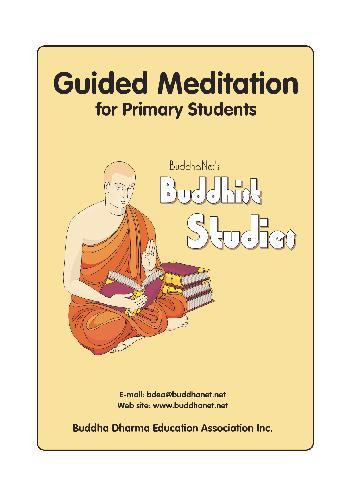 Guided Meditation
for Primary Students
BuddhaNet's
Buddhist
Studies
E-mail: bdea@buddhanet.net
Web site: www.buddhanet.net
Buddha Dharma Education Association Inc.